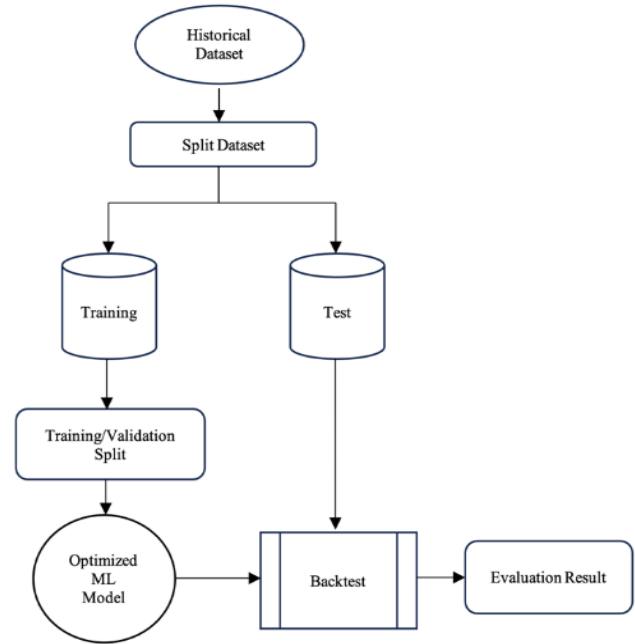 Historical
Dataset
Split Dataset
Training
Test
Training/Validation
Split
Optimized
ML
Model
Backtest
Evaluation Result